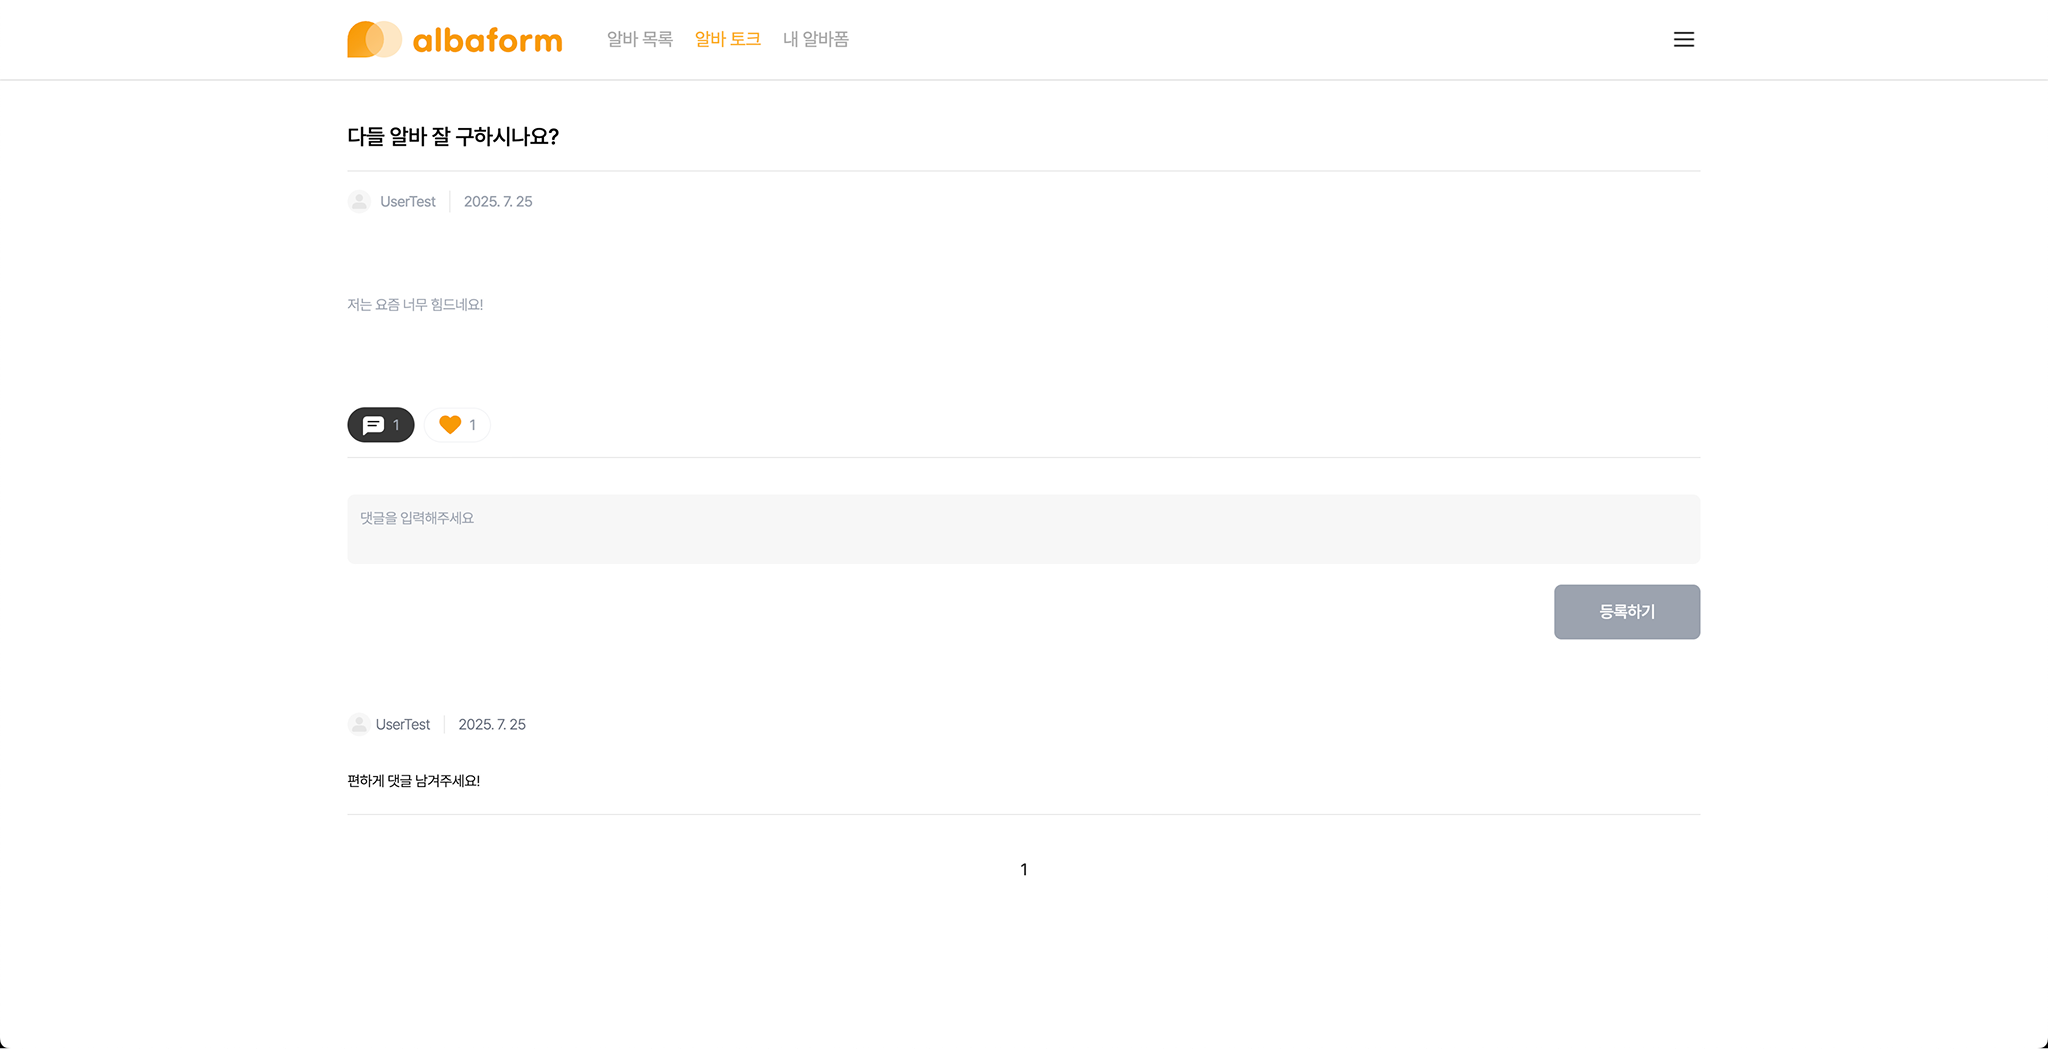 albaform 알바 목록 알바 토크 내 알바폼
다들 알바 잘 구하시나요?
UserTest 2025. 7. 25
저는 요즘 너무 힘드네요!
1 1
댓글을 입력해주세요
등록하기
UserTest 2025. 7. 25
편하게 댓글 남겨주세요!
1